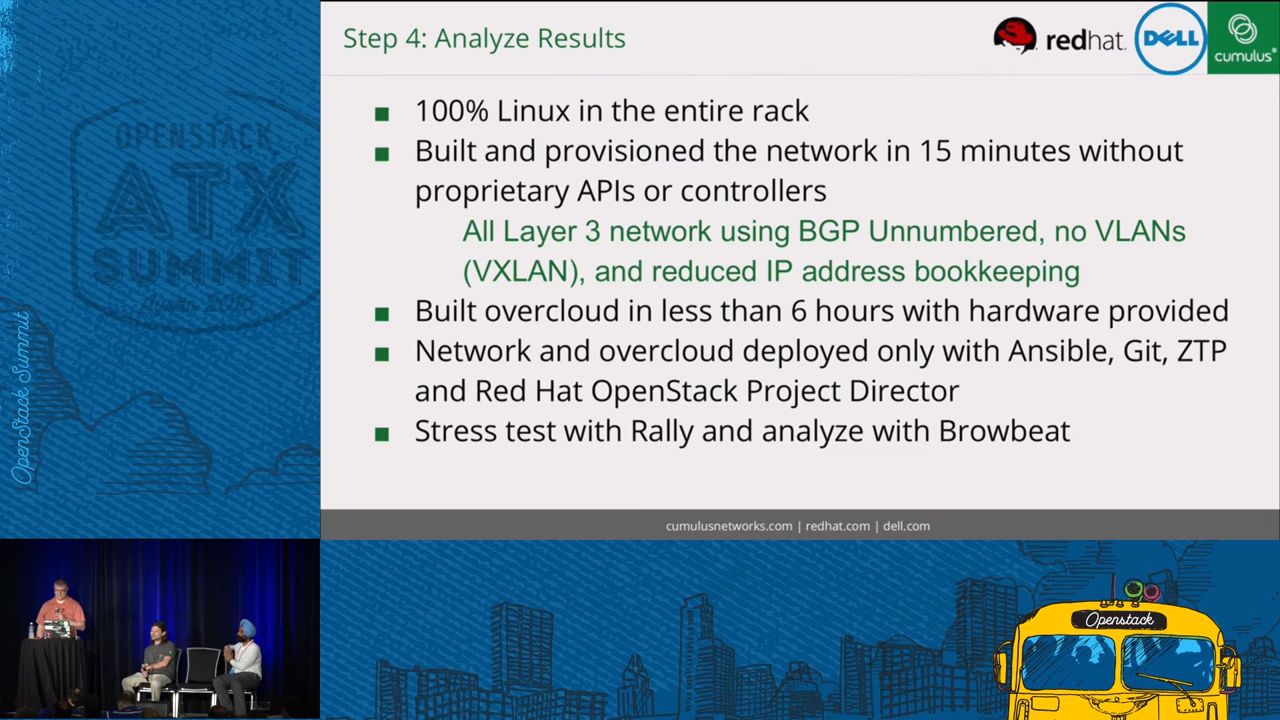 Step 4: Analyze Results
redhat.
DELL
cumulus
100% Linux in the entire rack
Built and provisioned the network in 15 minutes without
proprietary APIs or controllers
All Layer 3 network using BGP Unnumbered, no VLANs
(VXLAN), and reduced IP address bookkeeping
Built overcloud in less than 6 hours with hardware provided
Network and overcloud deployed only with Ansible, Git, ZTP
and Red Hat OpenStack Project Director
Stress test with Rally and analyze with Browbeat
cumulusnetworks.com | redhat.com | dell.com
OPENSTACK
ATX
SUMMIT
Austin 2016
OpenStack Summit
Openstack